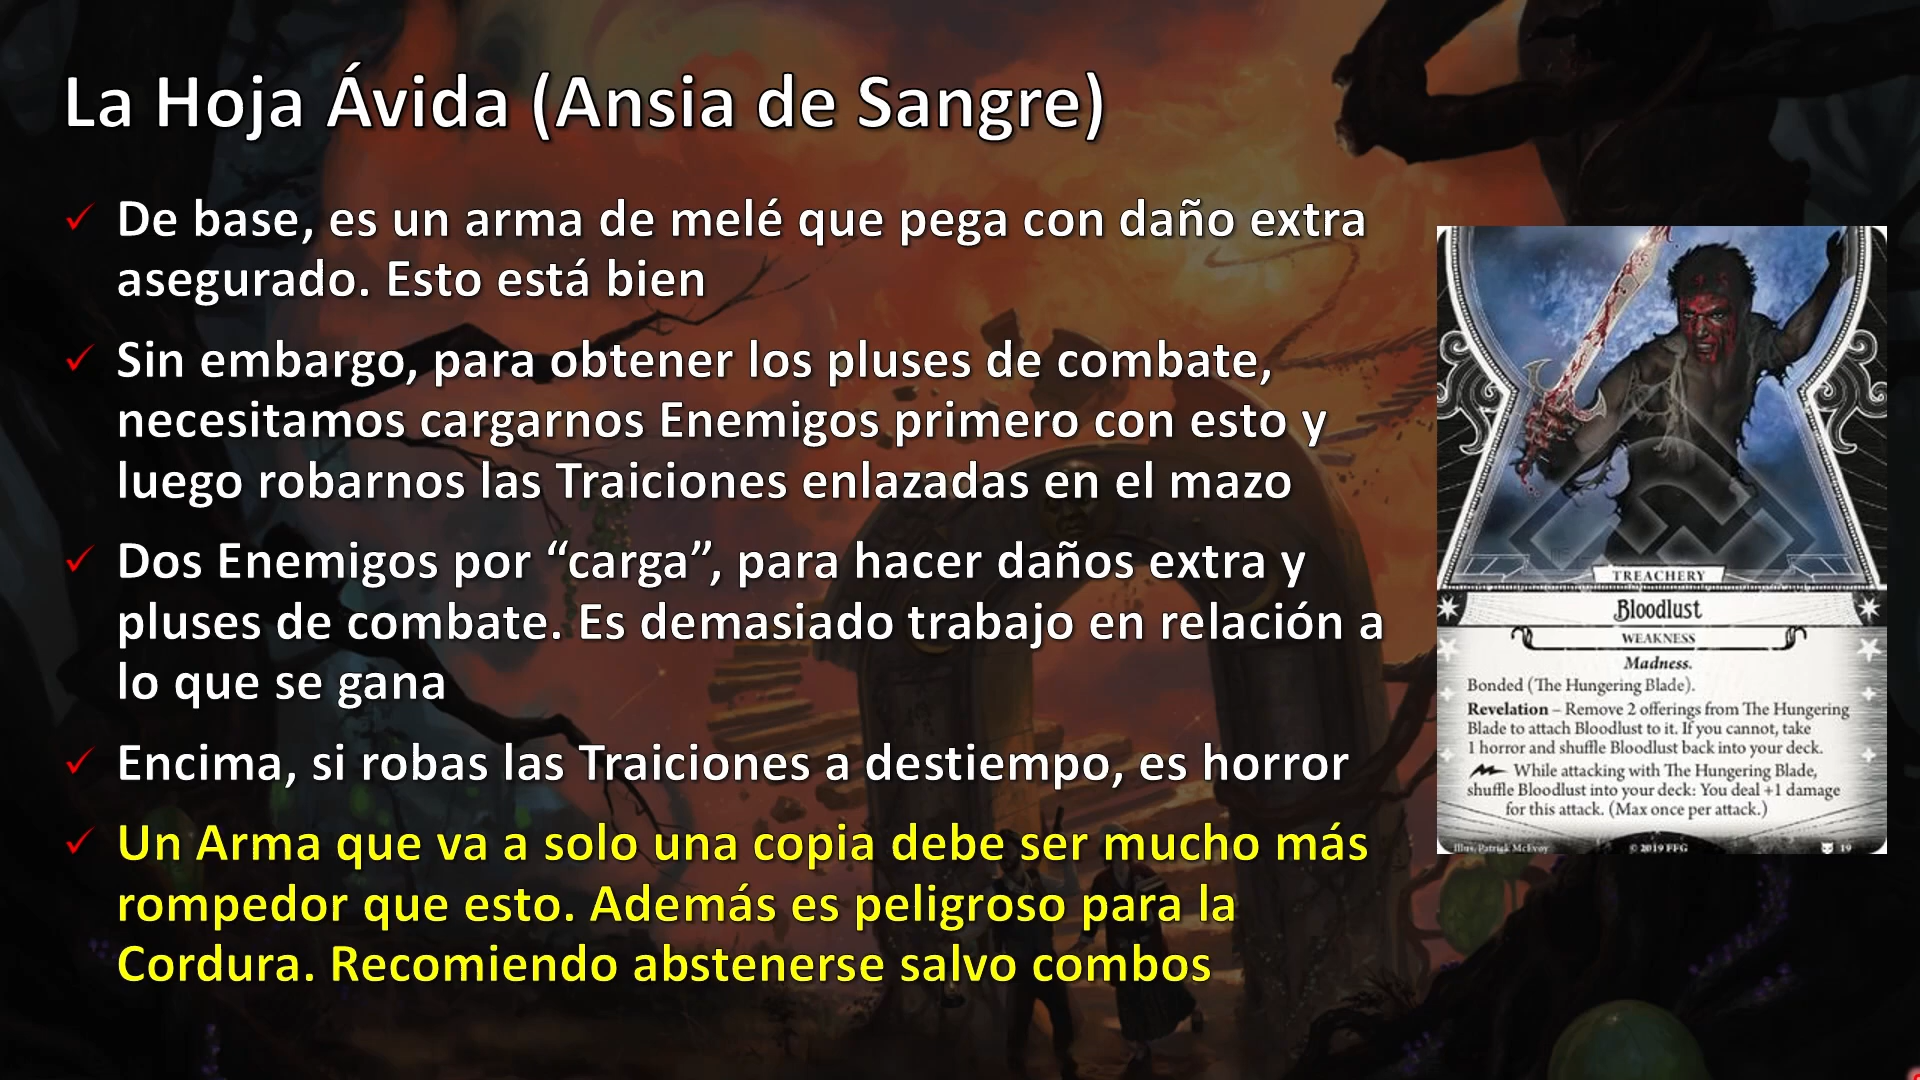 La Hoja Ávida (Ansia de Sangre)
De base, es un arma de melé que pega con daño extra
asegurado. Esto está bien
Sin embargo, para obtener los pluses de combate,
necesitamos cargarnos Enemigos primero con esto y
luego robarnos las Traiciones enlazadas en el mazo
Dos Enemigos por “carga”, para hacer daños extra y
pluses de combate. Es demasiado trabajo en relación a
lo que se gana
Encima, si robas las Traiciones a destiempo, es horror
Un Arma que va a solo una copia debe ser mucho más
rompedor que esto. Además es peligroso para la
Cordura. Recomiendo abstenerse salvo combos
TREACHERY
Bloodlust
WEAKNESS
Madness.
Bonded (The Hungering Blade).
Revelation – Remove 2 offerings from The Hungering
Blade to attach Bloodlust to it. If you cannot, take
1 horror and shuffle Bloodlust back into your deck.
While attacking with The Hungering Blade,
shuffle Bloodlust into your deck: You deal +1 damage
for this attack. (Max once per attack.)
Illus. Patrick McEvoy © 2019 FFG 19